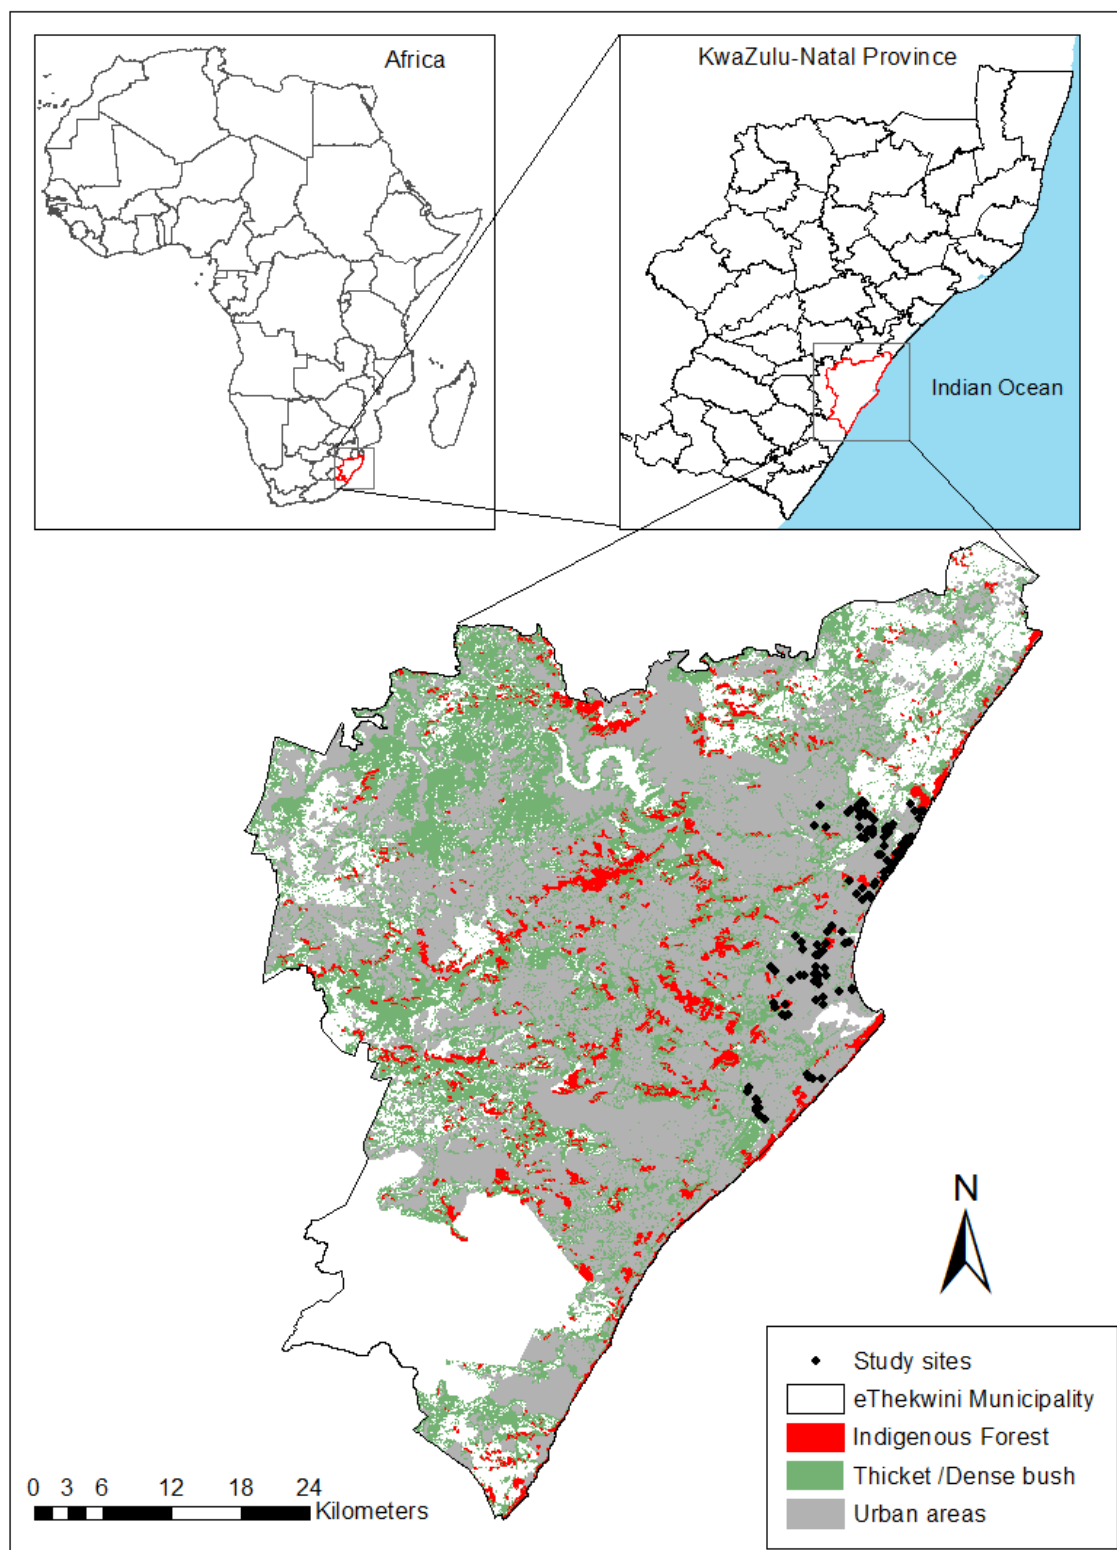 Africa
KwaZulu-Natal Province
Indian Ocean
N
Study sites
eThekwini Municipality
Indigenous Forest
Thicket /Dense bush
Urban areas
0 3 6 12 18 24
Kilometers